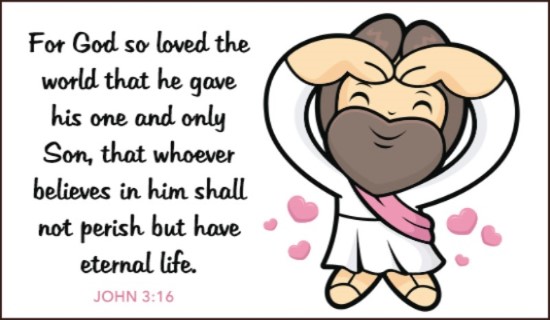 For God so loved the
world that he gave
his one and only
Son, that whoever
believes in him shall
not perish but have
eternal life.
JOHN 3:16